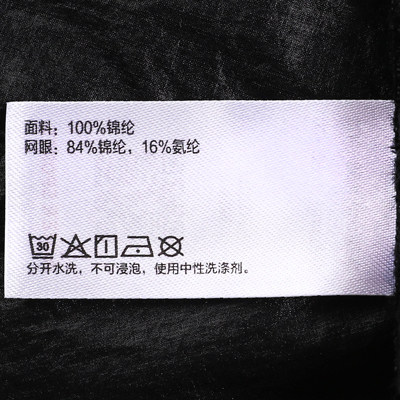 面料：100%锦纶
网眼：84%锦纶，16%氨纶
30
分开水洗，不可浸泡，使用中性洗涤剂。